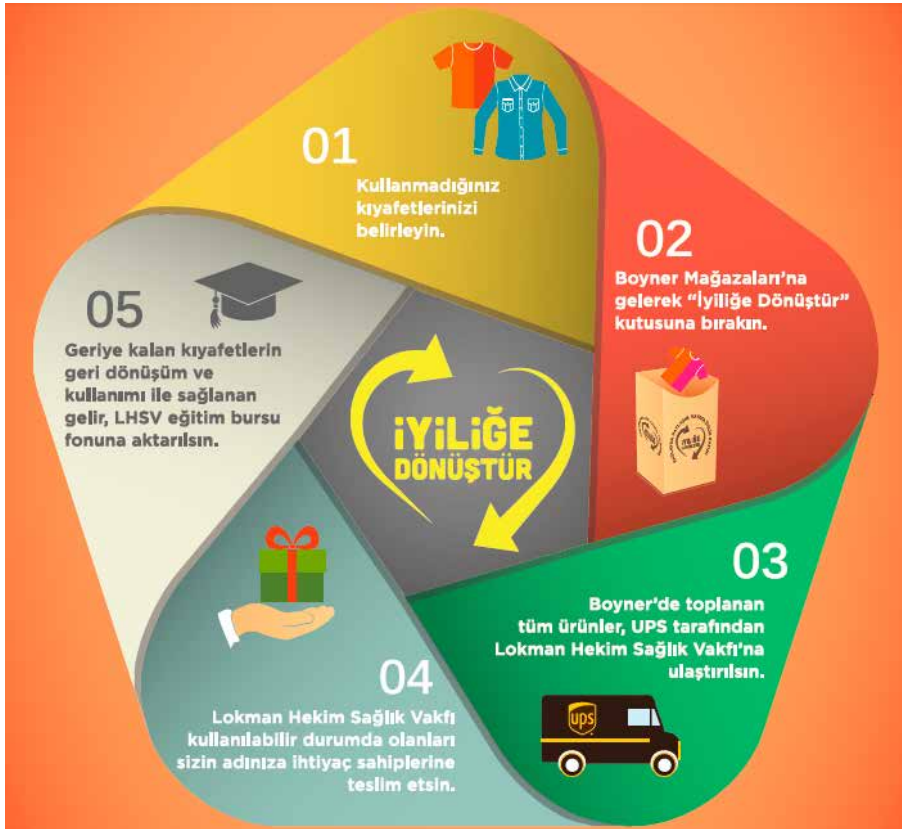 01
Kullanmadığınız
kıyafetlerinizi
belirleyin.
02
Boyner Mağazaları’na
gelerek “İyiliğe Dönüştür”
kutusuna bırakın.
03
Boyner’de toplanan
tüm ürünler, UPS tarafından
Lokman Hekim Sağlık Vakfı’na
ulaştırılsın.
ups
04
Lokman Hekim Sağlık Vakfı
kullanılabilir durumda olanları
sizin adınıza ihtiyaç sahiplerine
teslim etsin.
05
Geriye kalan kıyafetlerin
geri dönüşüm ve
kullanımı ile sağlanan
gelir, LHSV eğitim bursu
fonuna aktarılsın.
iYiLiĞE
DÖNÜŞTÜR